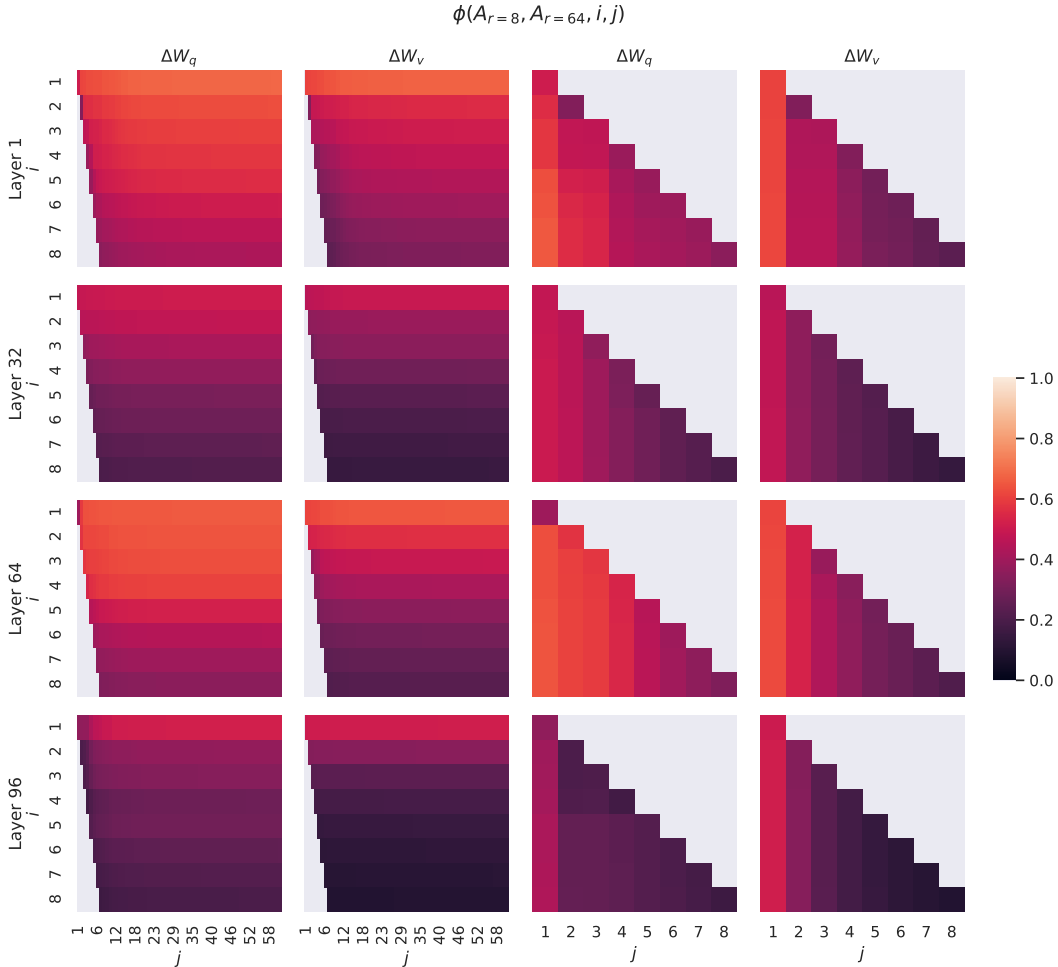 ϕ(A_{r=8}, A_{r=64}, i, j)
ΔW_q ΔW_v ΔW_q ΔW_v
Layer 1
i
1
2
3
4
5
6
7
8
Layer 32
i
1
2
3
4
5
6
7
8
Layer 64
i
1
2
3
4
5
6
7
8
Layer 96
i
1
2
3
4
5
6
7
8
1 6 12 18 23 29 35 40 46 52 58
j
1 6 12 18 23 29 35 40 46 52 58
j
1 2 3 4 5 6 7 8
j
1 2 3 4 5 6 7 8
j
1.0
0.8
0.6
0.4
0.2
0.0